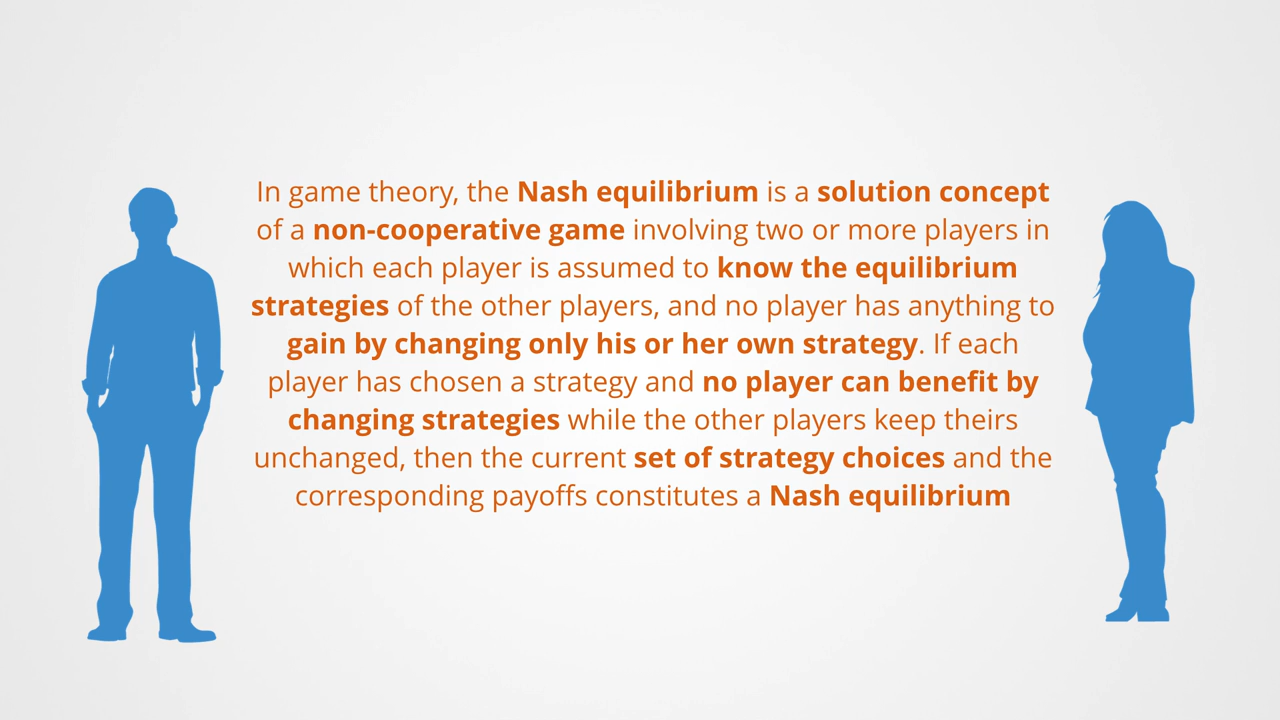 In game theory, the Nash equilibrium is a solution concept
of a non-cooperative game involving two or more players in
which each player is assumed to know the equilibrium
strategies of the other players, and no player has anything to
gain by changing only his or her own strategy. If each
player has chosen a strategy and no player can benefit by
changing strategies while the other players keep theirs
unchanged, then the current set of strategy choices and the
corresponding payoffs constitutes a Nash equilibrium